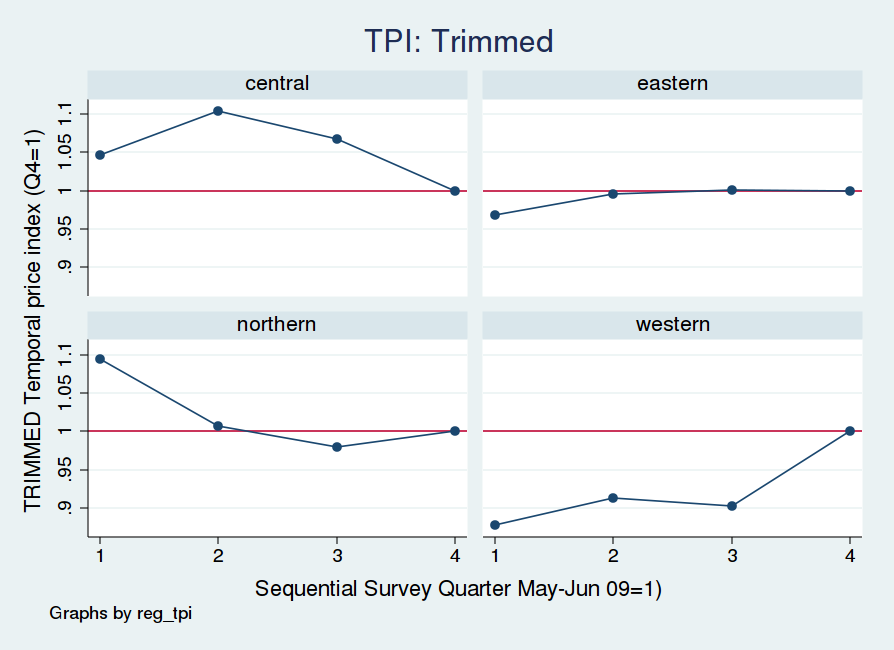 TPI: Trimmed
central
eastern
TRIMMED Temporal price index (Q4=1)
1.1
1.05
1
.95
.9
northern
western
1.1
1.05
1
.95
.9
1 2 3 4 1 2 3 4
Sequential Survey Quarter May-Jun 09=1)
Graphs by reg_tpi